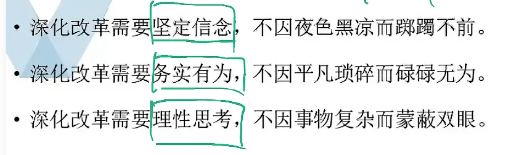 • 深化改革需要坚定信念，不因夜色黑凉而踯躅不前。
• 深化改革需要务实有为，不因平凡琐碎而碌碌无为。
• 深化改革需要理性思考，不因事物复杂而蒙蔽双眼。